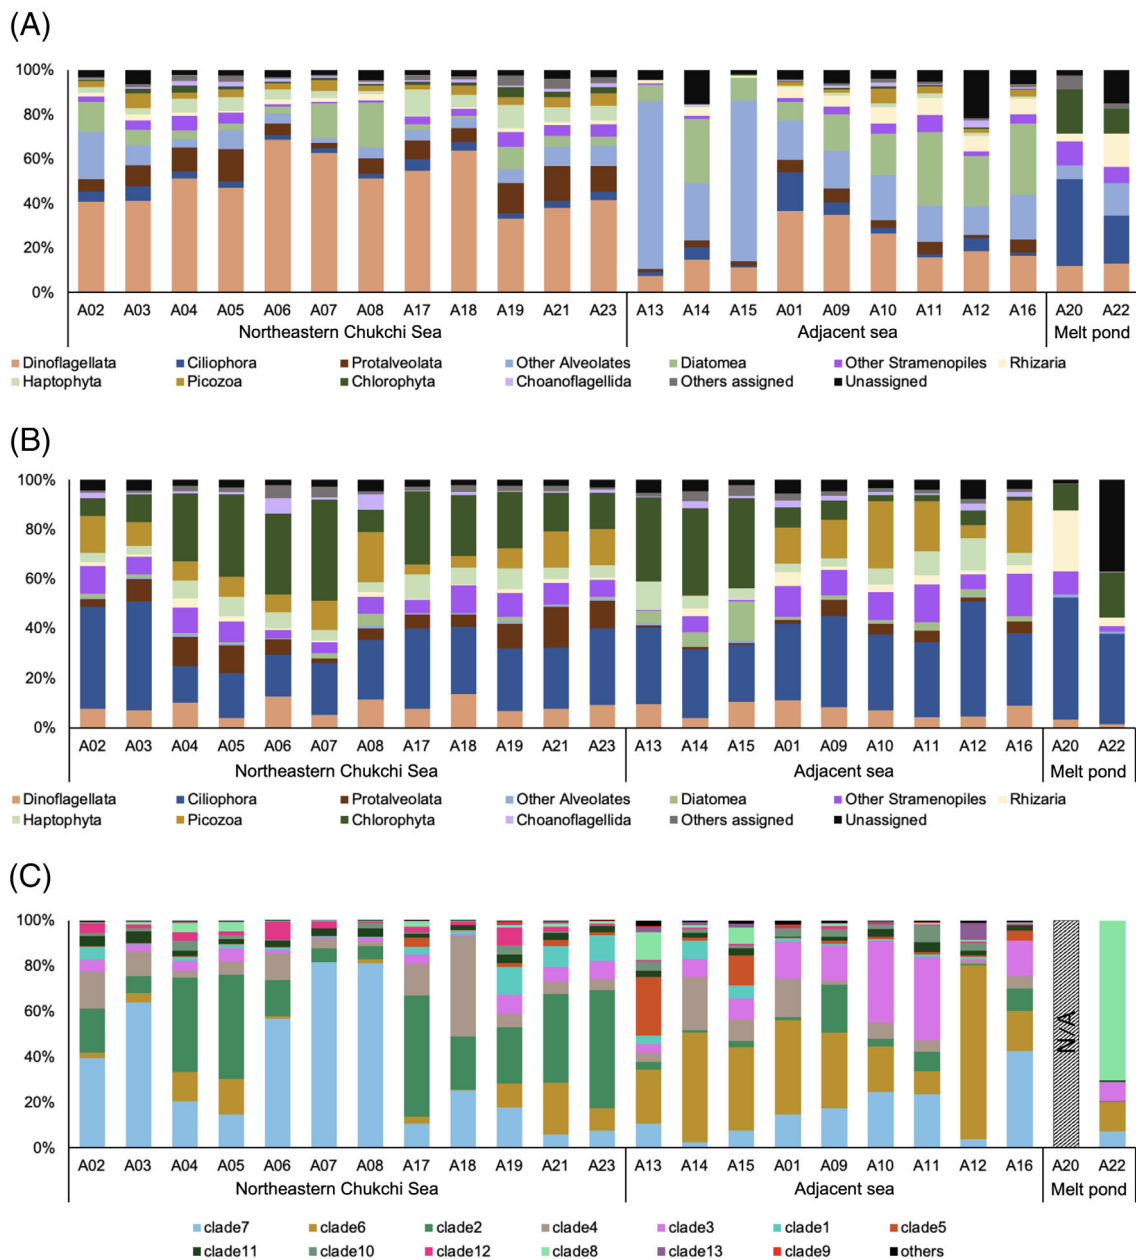 (A)
100%
80%
60%
40%
20%
0%
A02 A03 A04 A05 A06 A07 A08 A17 A18 A19 A21 A23 A13 A14 A15 A01 A09 A10 A11 A12 A16 A20 A22
Northeastern Chukchi Sea Adjacent sea Melt pond
Dinoflagellata Ciliophora Protalveolata Other Alveolates Diatomea Other Stramenopiles Rhizaria
Haptophyta Picozoa Chlorophyta Choanoflagellida Others assigned Unassigned
(B)
100%
80%
60%
40%
20%
0%
A02 A03 A04 A05 A06 A07 A08 A17 A18 A19 A21 A23 A13 A14 A15 A01 A09 A10 A11 A12 A16 A20 A22
Northeastern Chukchi Sea Adjacent sea Melt pond
Dinoflagellata Ciliophora Protalveolata Other Alveolates Diatomea Other Stramenopiles Rhizaria
Haptophyta Picozoa Chlorophyta Choanoflagellida Others assigned Unassigned
(C)
100%
80%
60%
40%
20%
0%
N/A
A02 A03 A04 A05 A06 A07 A08 A17 A18 A19 A21 A23 A13 A14 A15 A01 A09 A10 A11 A12 A16 A20 A22
Northeastern Chukchi Sea Adjacent sea Melt pond
clade7 clade6 clade2 clade4 clade3 clade1 clade5
clade11 clade10 clade12 clade8 clade13 clade9 others